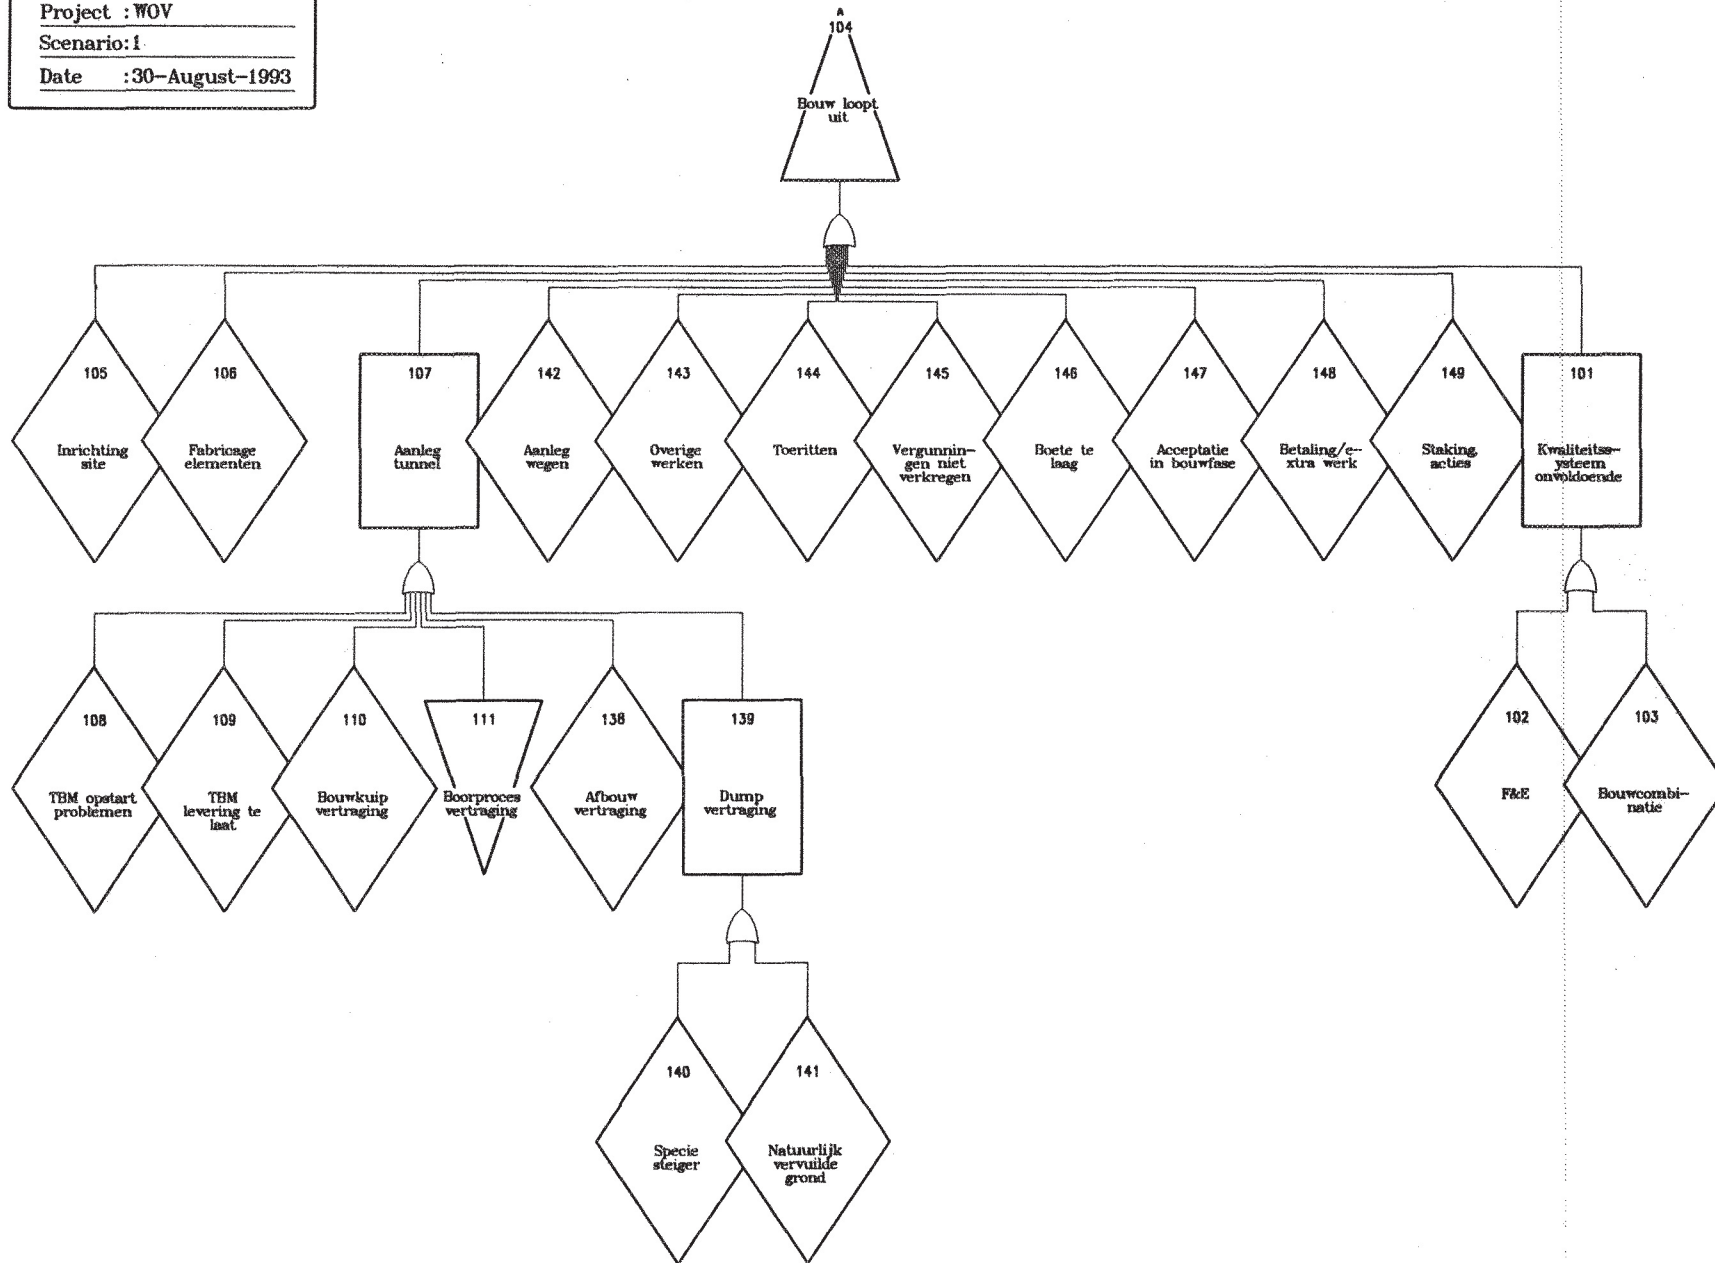 Project : WOV
Scenario:1
Date :30-August-1993
A
104
Bouw loopt
uit
105
Inrichting
site
106
Fabricage
elementen
107
Aanleg
tunnel
142
Aanleg
wegen
143
Overige
werken
144
Toeritten
145
Vergunnin-
gen niet
verkregen
146
Boete te
laag
147
Acceptatie
in bouwfase
148
Betaling/e-
xtra werk
149
Staking,
acties
101
Kwaliteitss-
ysteem
onvoldoende
108
TBM opstart
problemen
109
TBM
levering te
laat
110
Bouwkuip
vertraging
111
Boorproces
vertraging
138
Afbouw
vertraging
139
Dump
vertraging
102
F&E
103
Bouwcombi-
natie
140
Specie
steiger
141
Natuurlijk
vervuilde
grond